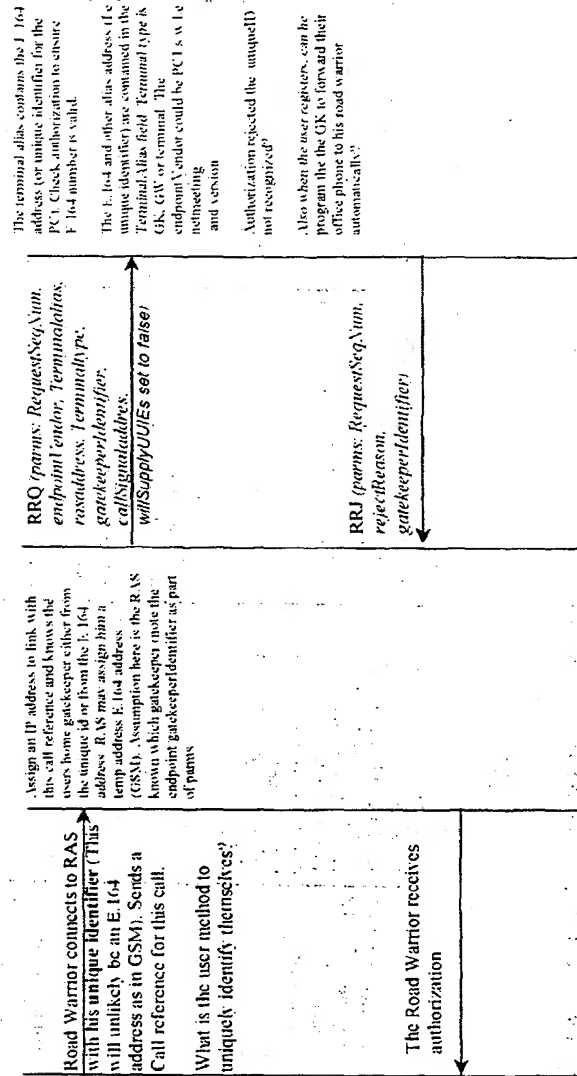 Road Warrior connects to RAS
with his unique identifier (This
will unlikely be an E.164
address as in GSM). Sends a
Call reference for this call.
What is the user method to
uniquely identify themselves?
The Road Warrior receives
authorization
Assign an IP address to link with
this call reference and knows the
users home gatekeeper either from
the unique id or from the E.164
address. RAS may assign him a
temp address E.164 address
(GSM). Assumption here is the RAS
known which gatekeeper (note the
endpoint gatekeeperIdentifier as part
of parms
RRQ (parms: RequestSeqNum,
endpointVendor, Terminalalias,
rasaddress, Terminaltype,
gatekeeperIdentifier,
callSignaladdres,
willSupplyUUIEs set to false)
RRJ (parms: RequestSeqNum,
rejectReason,
gatekeeperIdentifier)
The terminal alias contains the E.164
address (or unique identifier for the
PC). Check authorization to ensure
E.164 number is valid.
The E.164 and other alias address (I.e
unique identifier) are contained in the
TerminalAlias field. Terminal type is
GK, GW or terminal. The
endpointVendor could be PC's w/
netmeeting
and version
Authorization rejected the uniqueID
not recognized?
Also when the user registers, can he
program the the GK to forward their
office phone to his road warrior
automatically?